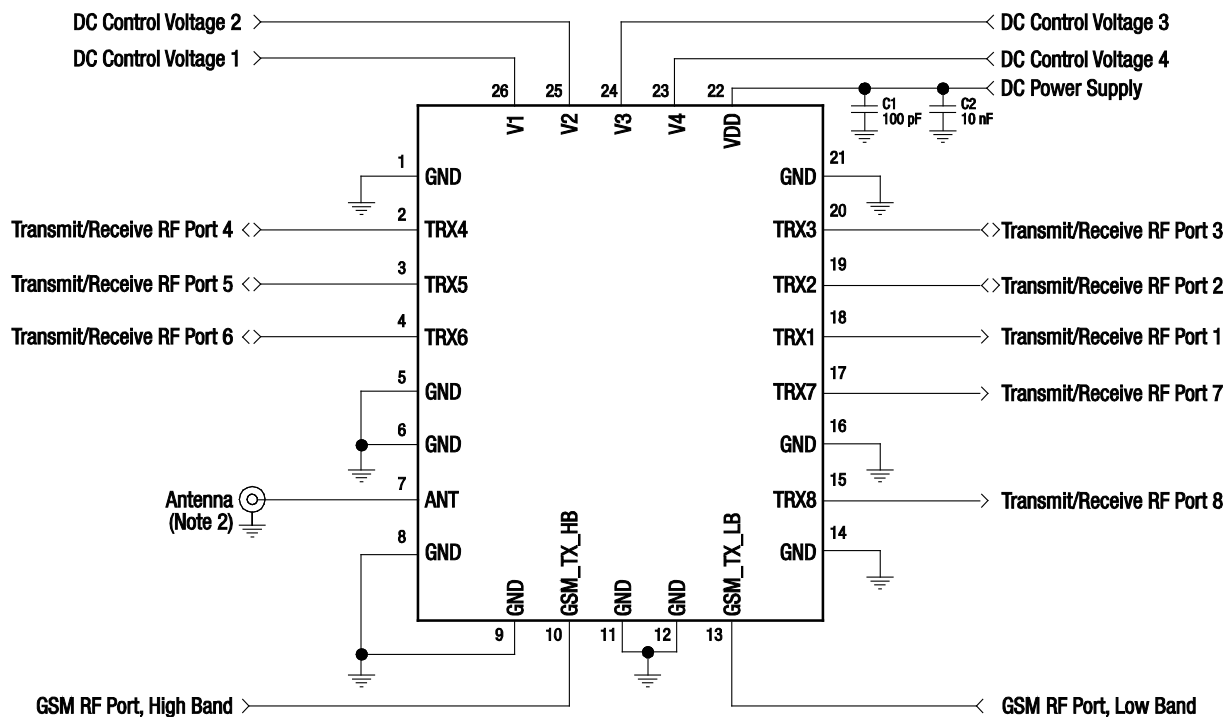 DC Control Voltage 2
DC Control Voltage 3
DC Control Voltage 1
DC Control Voltage 4
DC Power Supply
26
25
24
23
22
C1
100 pF
C2
10 nF
V1
V2
V3
V4
VDD
1
GND
GND
21
Transmit/Receive RF Port 4
2
TRX4
TRX3
20
Transmit/Receive RF Port 3
Transmit/Receive RF Port 5
3
TRX5
TRX2
19
Transmit/Receive RF Port 2
Transmit/Receive RF Port 6
4
TRX6
TRX1
18
Transmit/Receive RF Port 1
5
GND
TRX7
17
Transmit/Receive RF Port 7
6
GND
GND
16
Antenna
(Note 2)
7
ANT
TRX8
15
Transmit/Receive RF Port 8
8
GND
GND
14
GND
GSM_TX_HB
GND
GND
GSM_TX_LB
9
10
11
12
13
GSM RF Port, High Band
GSM RF Port, Low Band